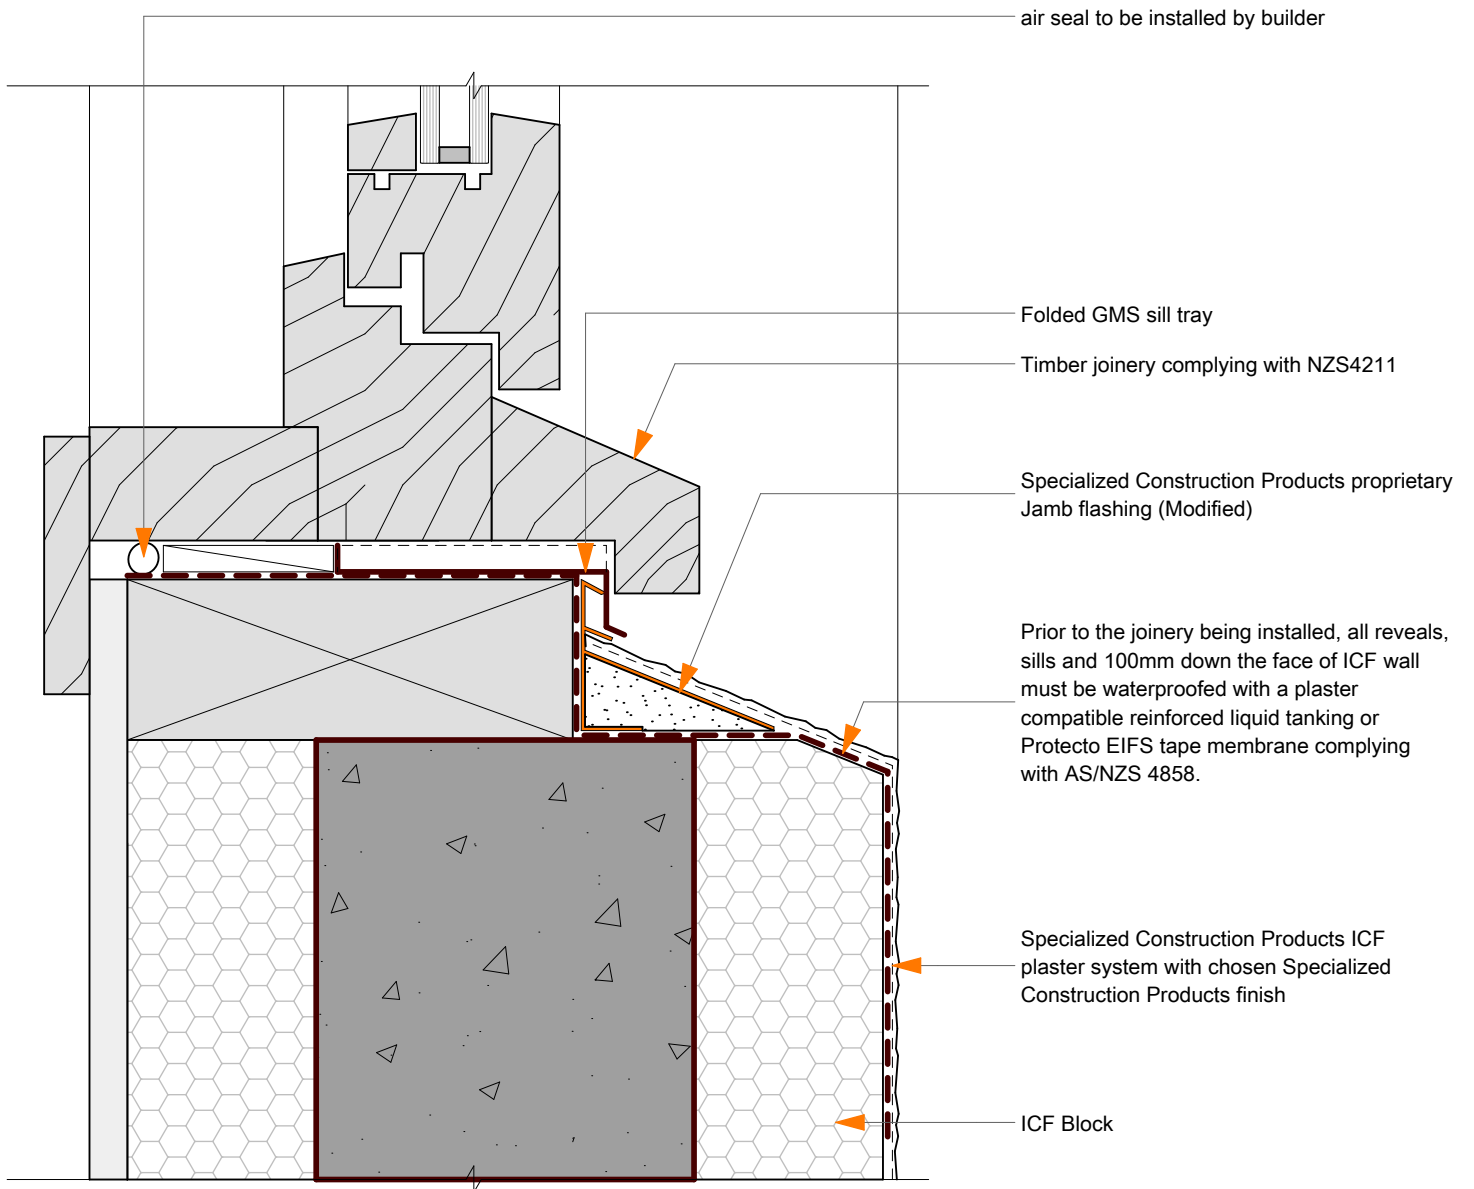 air seal to be installed by builder
Folded GMS sill tray
Timber joinery complying with NZS4211
Specialized Construction Products proprietary
Jamb flashing (Modified)
Prior to the joinery being installed, all reveals,
sills and 100mm down the face of ICF wall
must be waterproofed with a plaster
compatible reinforced liquid tanking or
Protecto EIFS tape membrane complying
with AS/NZS 4858.
Specialized Construction Products ICF
plaster system with chosen Specialized
Construction Products finish
ICF Block